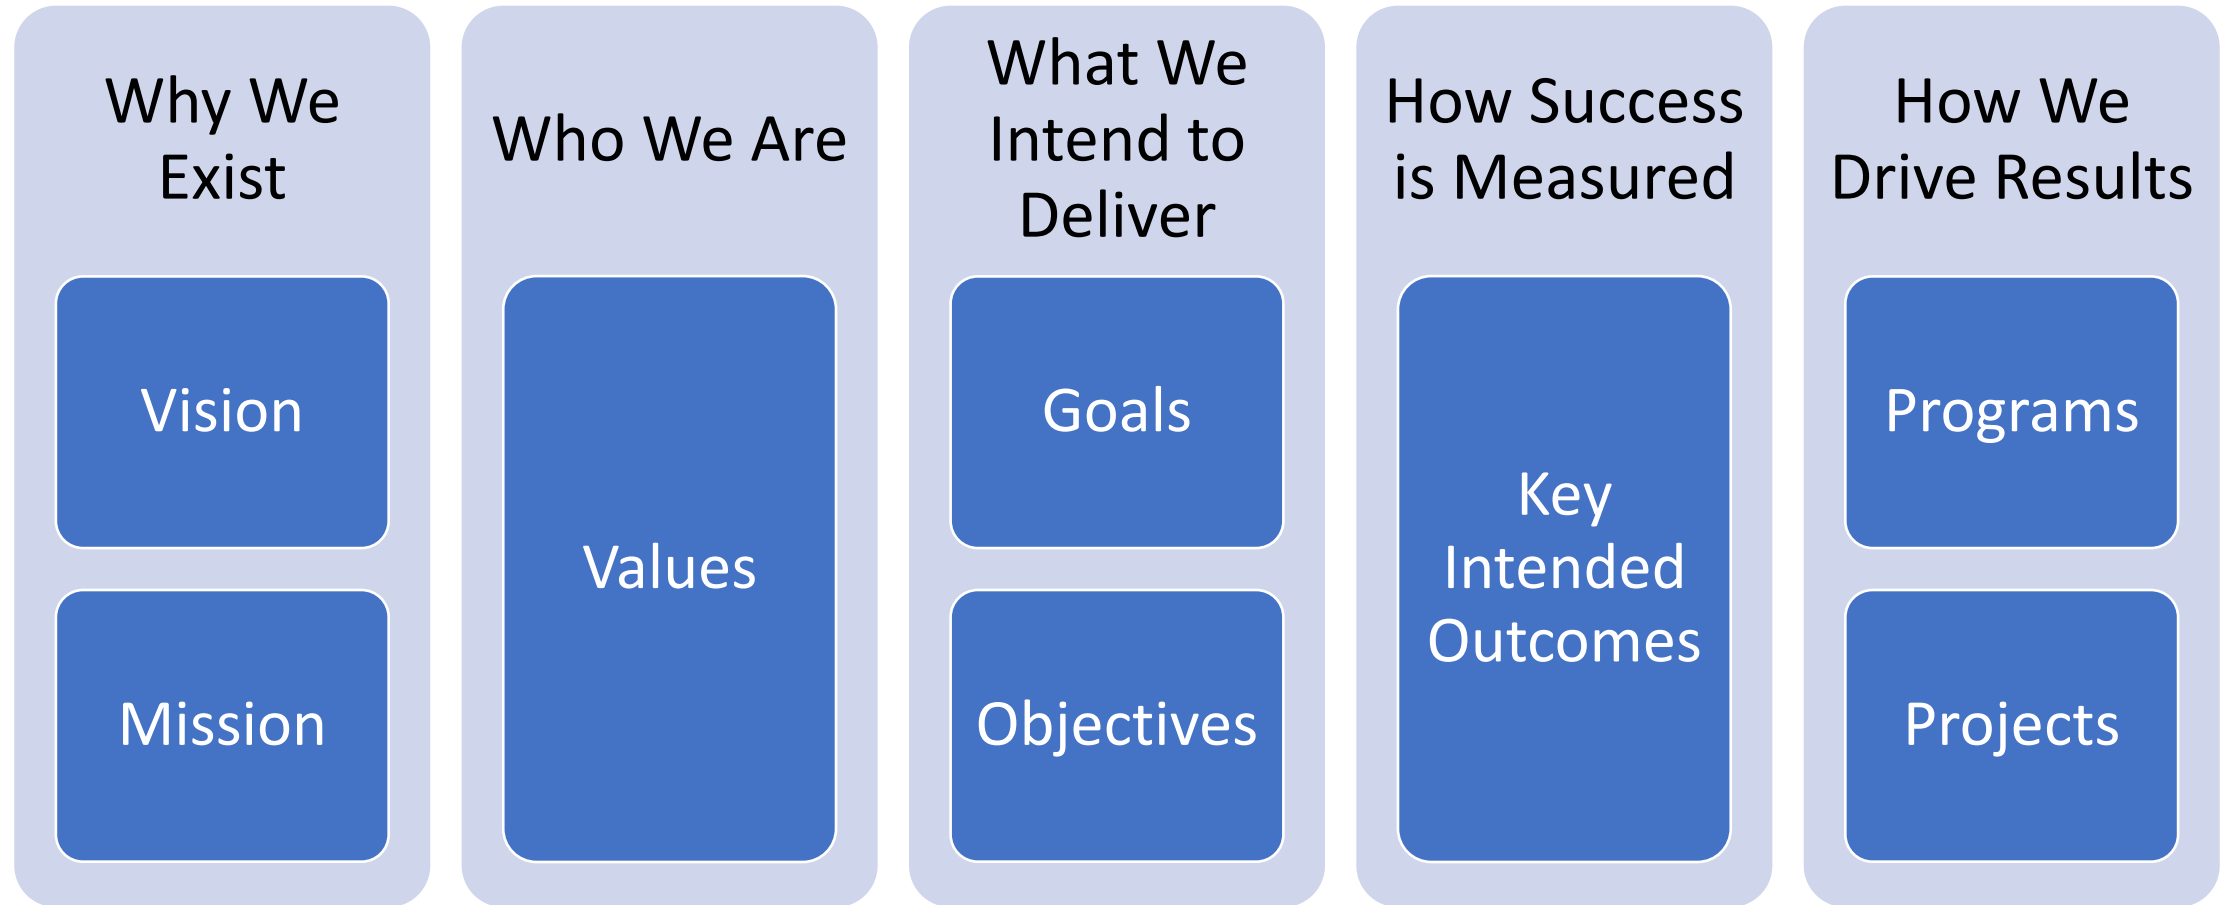 Why We
Exist
Vision
Mission
Who We Are
Values
What We
Intend to
Deliver
Goals
Objectives
How Success
is Measured
Key
Intended
Outcomes
How We
Drive Results
Programs
Projects